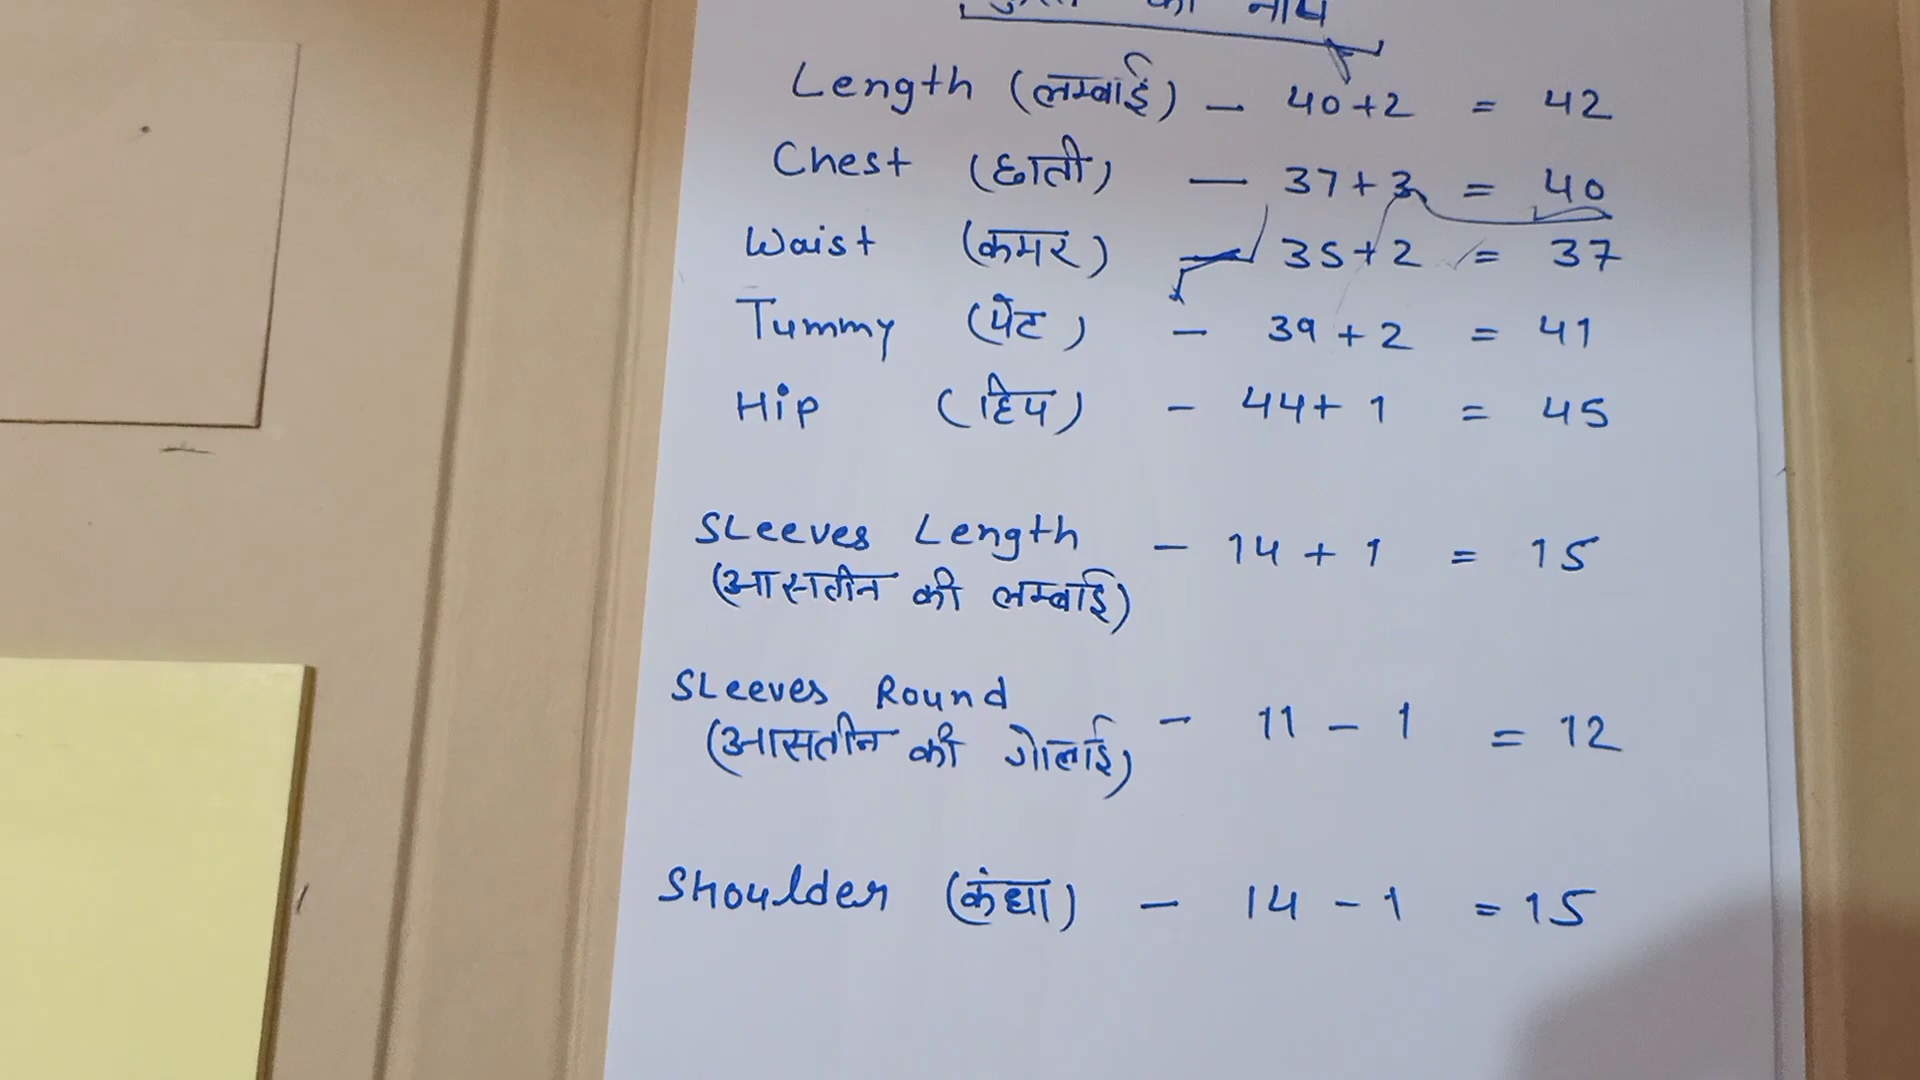 की नाप
Length (लम्बाई) - 40+2 = 42
Chest (छाती) - 37+3 = 40
Waist (कमर) - 35+2 = 37
Tummy (पेट) - 39+2 = 41
Hip (हिप) - 44+1 = 45
Sleeves Length - 14+1 = 15
(आस्तीन की लम्बाई)
Sleeves Round - 11-1 = 12
(आसतीन की गोलाई)
Shoulder (कंधा) - 14-1 = 15